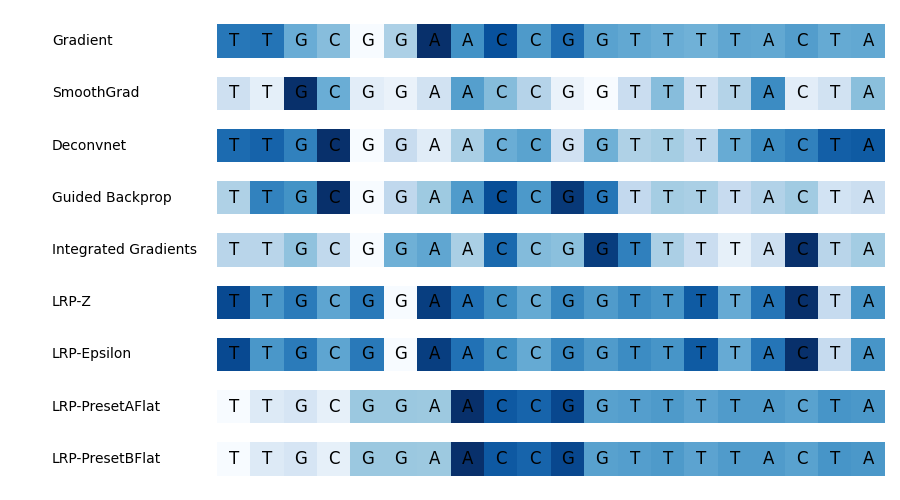 Gradient T T G C G G A A C C G G T T T T A C T A
SmoothGrad T T G C G G A A C C G G T T T T A C T A
Deconvnet T T G C G G A A C C G G T T T T A C T A
Guided Backprop T T G C G G A A C C G G T T T T A C T A
Integrated Gradients T T G C G G A A C C G G T T T T A C T A
LRP-Z T T G C G G A A C C G G T T T T A C T A
LRP-Epsilon T T G C G G A A C C G G T T T T A C T A
LRP-PresetAFlat T T G C G G A A C C G G T T T T A C T A
LRP-PresetBFlat T T G C G G A A C C G G T T T T A C T A